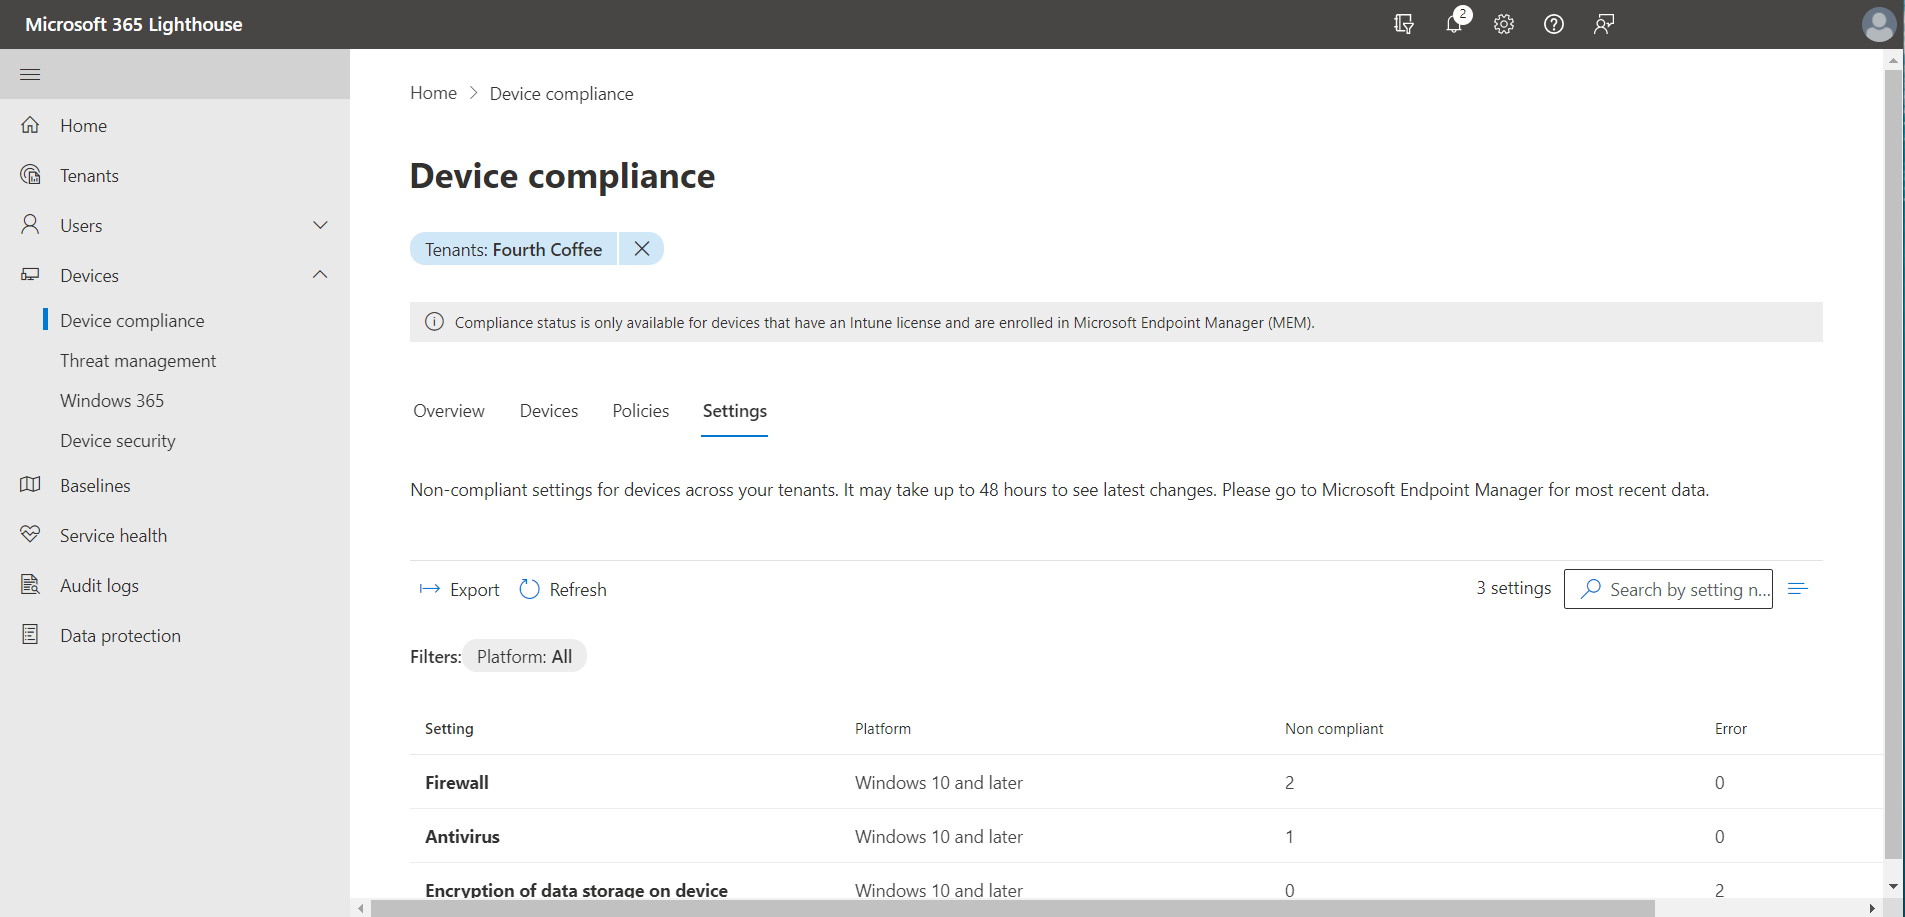 Microsoft 365 Lighthouse
2
Home
Tenants
Users
Devices
Device compliance
Threat management
Windows 365
Device security
Baselines
Service health
Audit logs
Data protection
Home > Device compliance
Device compliance
Tenants: Fourth Coffee
Compliance status is only available for devices that have an Intune license and are enrolled in Microsoft Endpoint Manager (MEM).
Overview Devices Policies Settings
Non-compliant settings for devices across your tenants. It may take up to 48 hours to see latest changes. Please go to Microsoft Endpoint Manager for most recent data.
Export Refresh 3 settings Search by setting n...
Filters: Platform: All
Setting Platform Non compliant Error
Firewall Windows 10 and later 2 0
Antivirus Windows 10 and later 1 0
Encryption of data storage on device Windows 10 and later 0 2